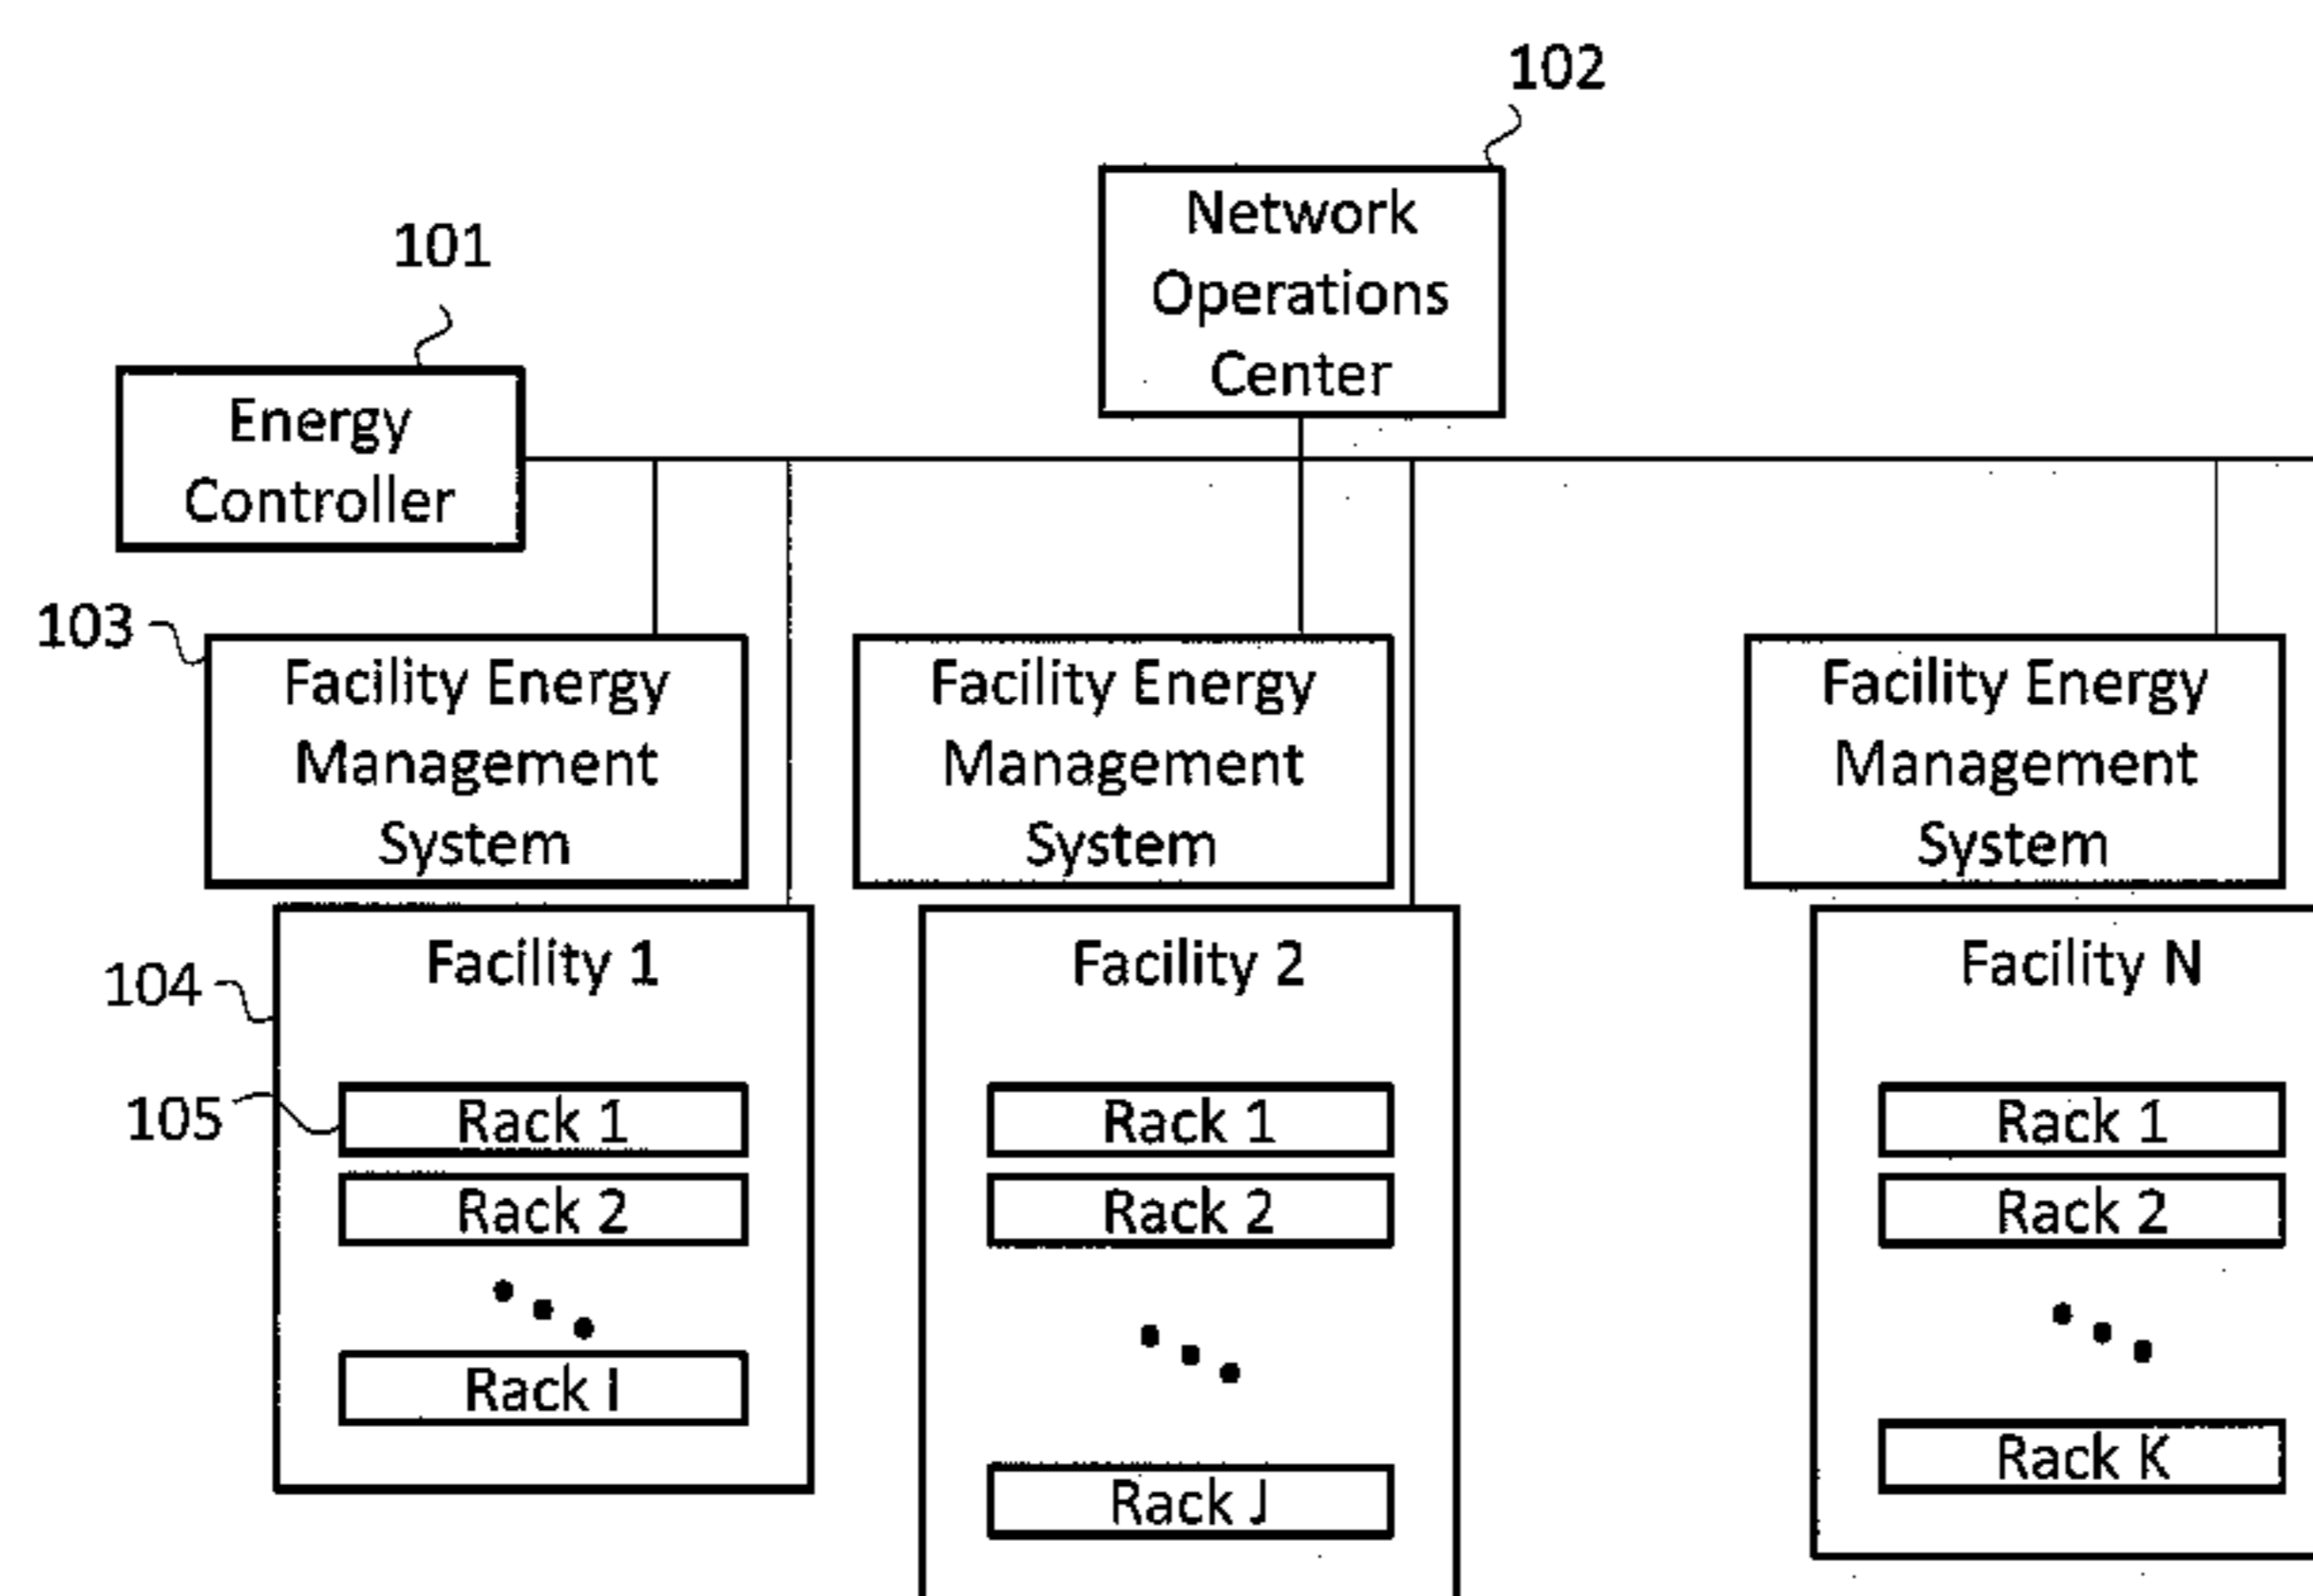 102
Network
Operations
Center
101
Energy
Controller
103
Facility Energy
Management
System
Facility Energy
Management
System
Facility Energy
Management
System
104
Facility 1
105
Rack 1
Rack 2
Rack I
Facility 2
Rack 1
Rack 2
Rack J
Facility N
Rack 1
Rack 2
Rack K